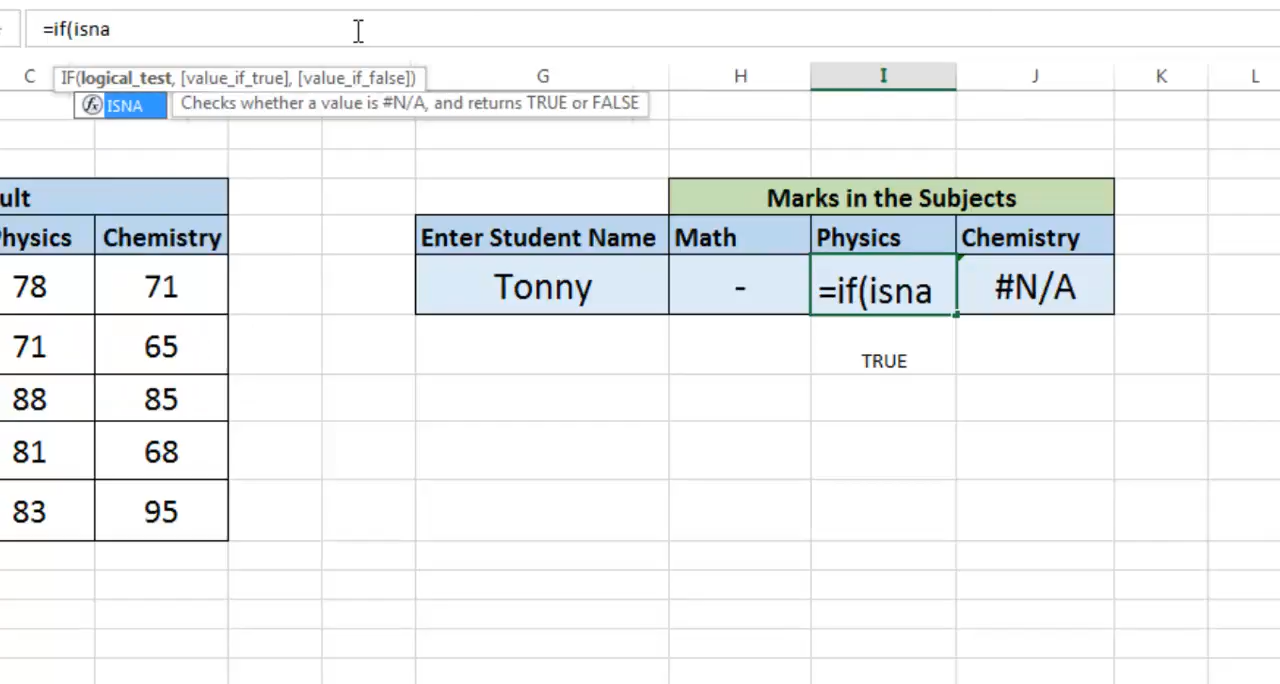 =if(isna
C G H I J K L
IF(logical_test, [value_if_true], [value_if_false])
fx ISNA Checks whether a value is #N/A, and returns TRUE or FALSE
ult Marks in the Subjects
hysics Chemistry Enter Student Name Math Physics Chemistry
78 71 Tonny - =if(isna #N/A
71 65 TRUE
88 85
81 68
83 95